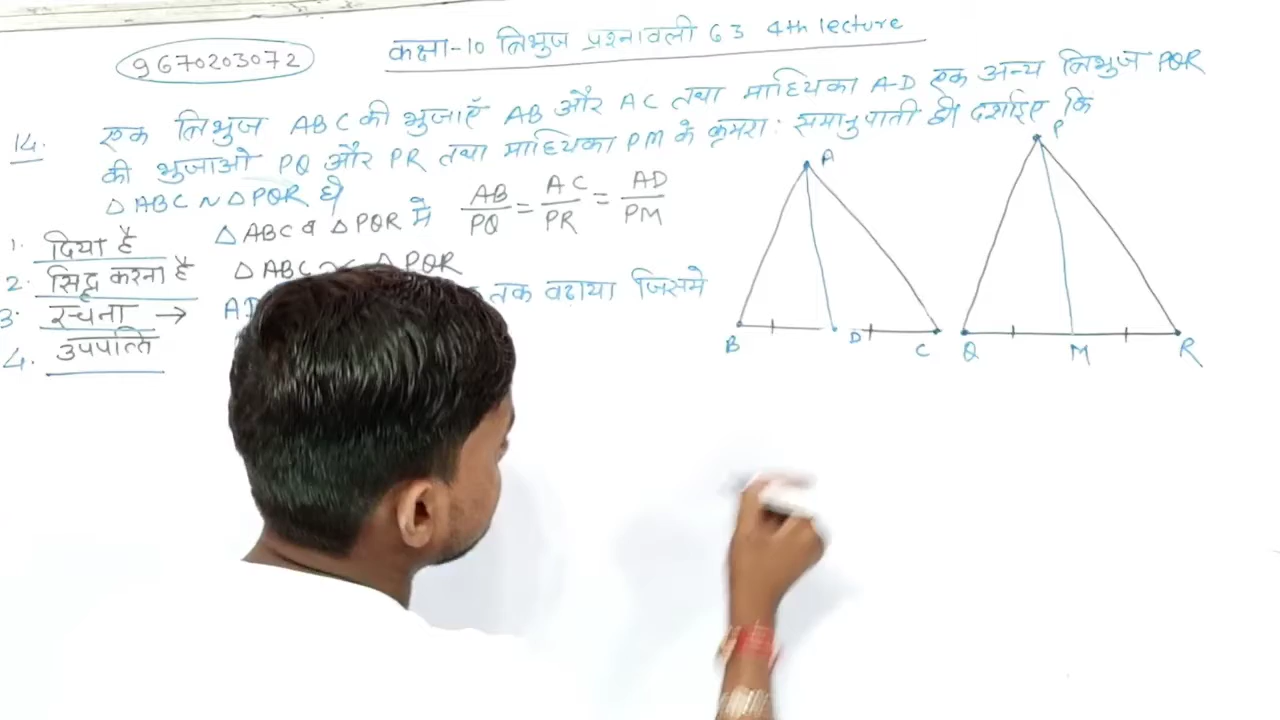 कक्षा-10 त्रिभुज प्रश्नावली 6 3 4th lecture
9670203072
14. एक त्रिभुज ABC की भुजाएँ AB और AC तथा माध्यिका AD एक अन्य त्रिभुज PQR
की भुजाओ PQ और PR तथा माध्यिका PM के क्रमशः समानुपाती हो दर्शाइए कि
Δ ABC ~ Δ PQR है
1. दिया है Δ ABC व Δ PQR मे AB/PQ = AC/PR = AD/PM
2. सिद्ध करना है Δ ABC ~ Δ PQR
3. रचना → AD तक बढ़ाया जिसमे
4. उपपत्ति
A
B D C
P
Q M R